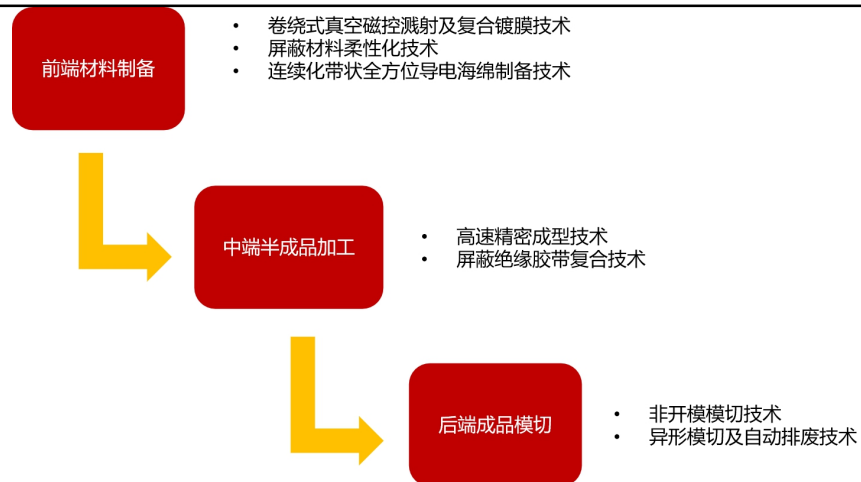 前端材料制备
• 卷绕式真空磁控溅射及复合镀膜技术
• 屏蔽材料柔性化技术
• 连续化带状全方位导电海绵制备技术
中端半成品加工
• 高速精密成型技术
• 屏蔽绝缘胶带复合技术
后端成品模切
• 非开模模切技术
• 异形模切及自动排废技术